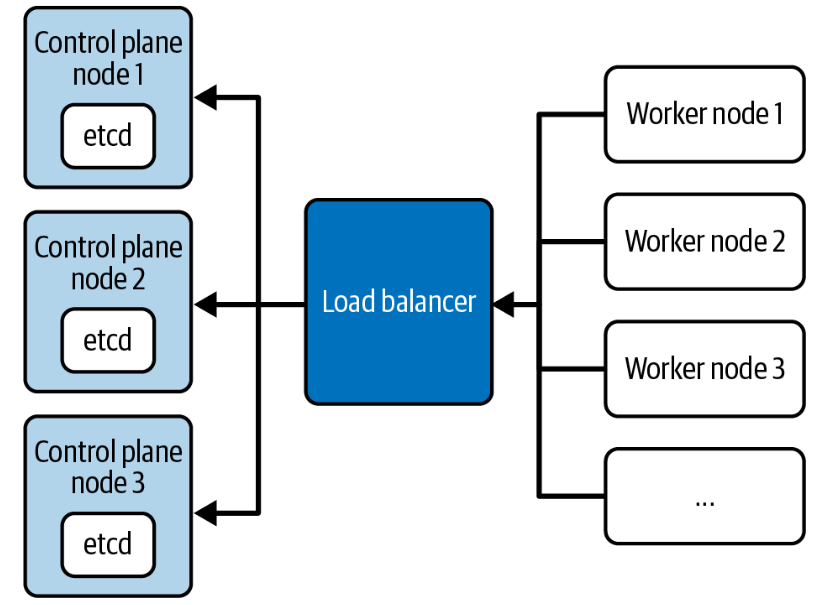 Control plane
node 1
etcd
Control plane
node 2
etcd
Control plane
node 3
etcd
Load balancer
Worker node 1
Worker node 2
Worker node 3
...